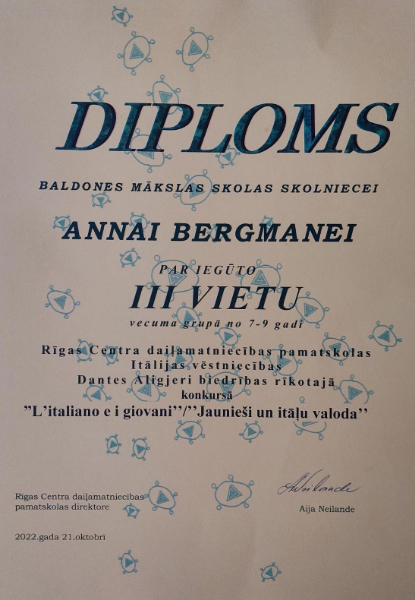 DIPLOMS
BALDONES MĀKSLAS SKOLAS SKOLNIECEI
ANNAI BERGMANEI
PAR IEGŪTO
III VIETU
vecuma grupā no 7-9 gadi
Rīgas Centra daiļamatniecības pamatskolas
Itālijas vēstniecības
Dantes Aligjeri biedrības rīkotajā
konkursā
”L’italiano e i giovani’’/’’Jaunieši un itāļu valoda’’
Rīgas Centra daiļamatniecības
pamatskolas direktore
Aija Neilande
2022.gada 21.oktobrī